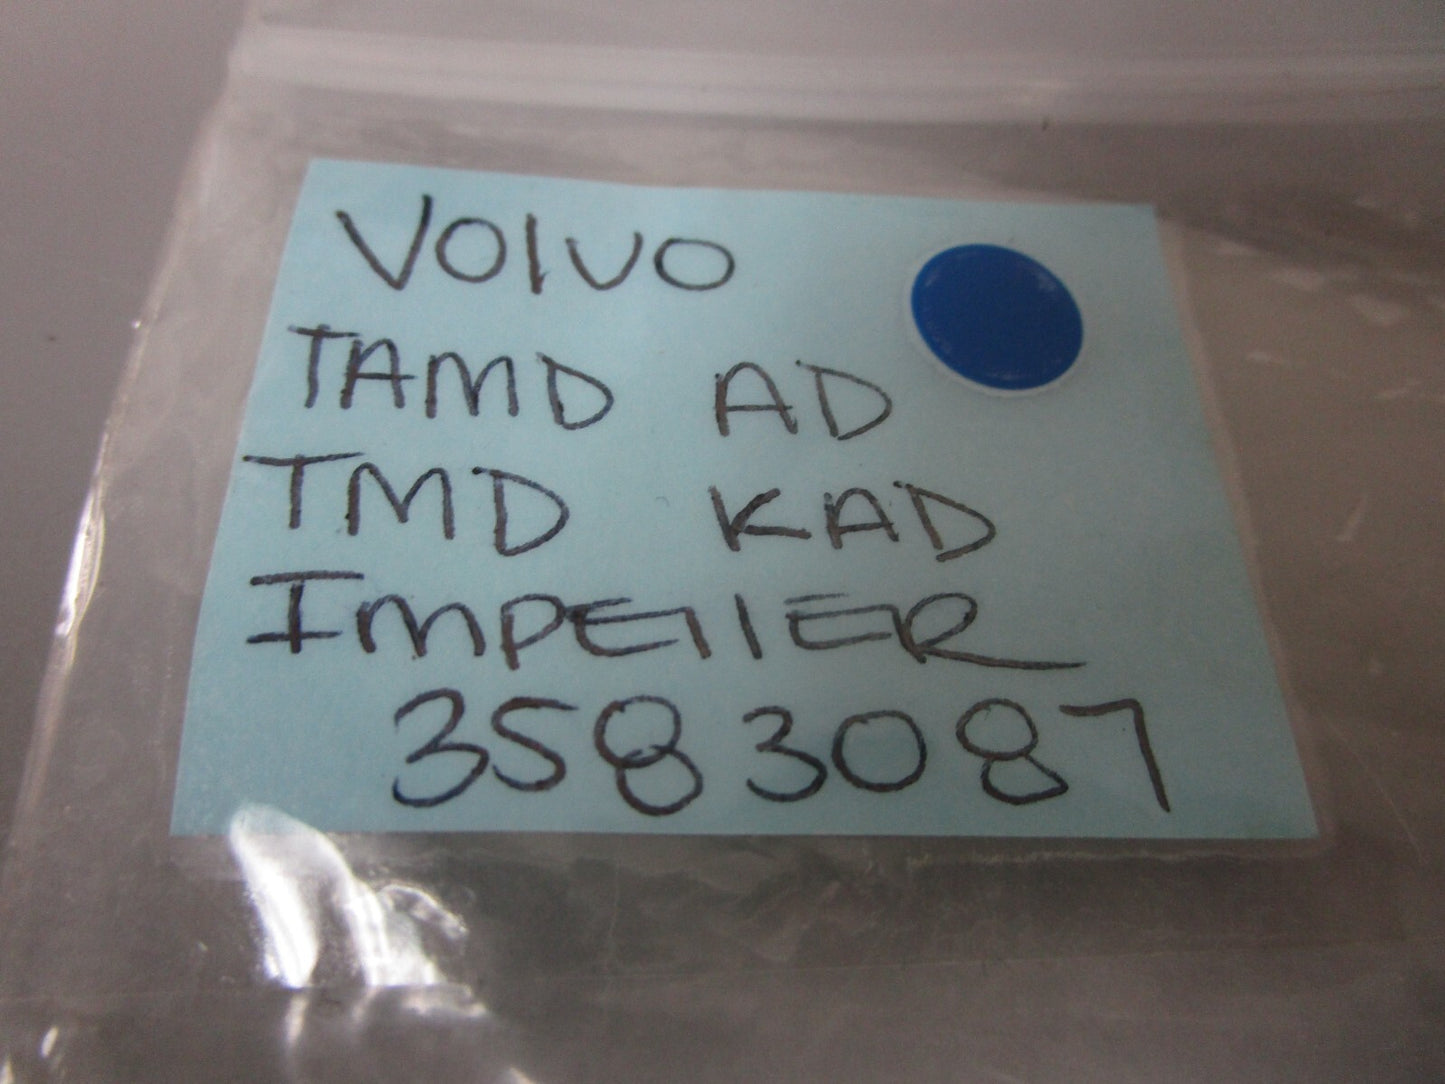 VOlVO
TAMD AD
TMD KAD
ImpEllER
3583087